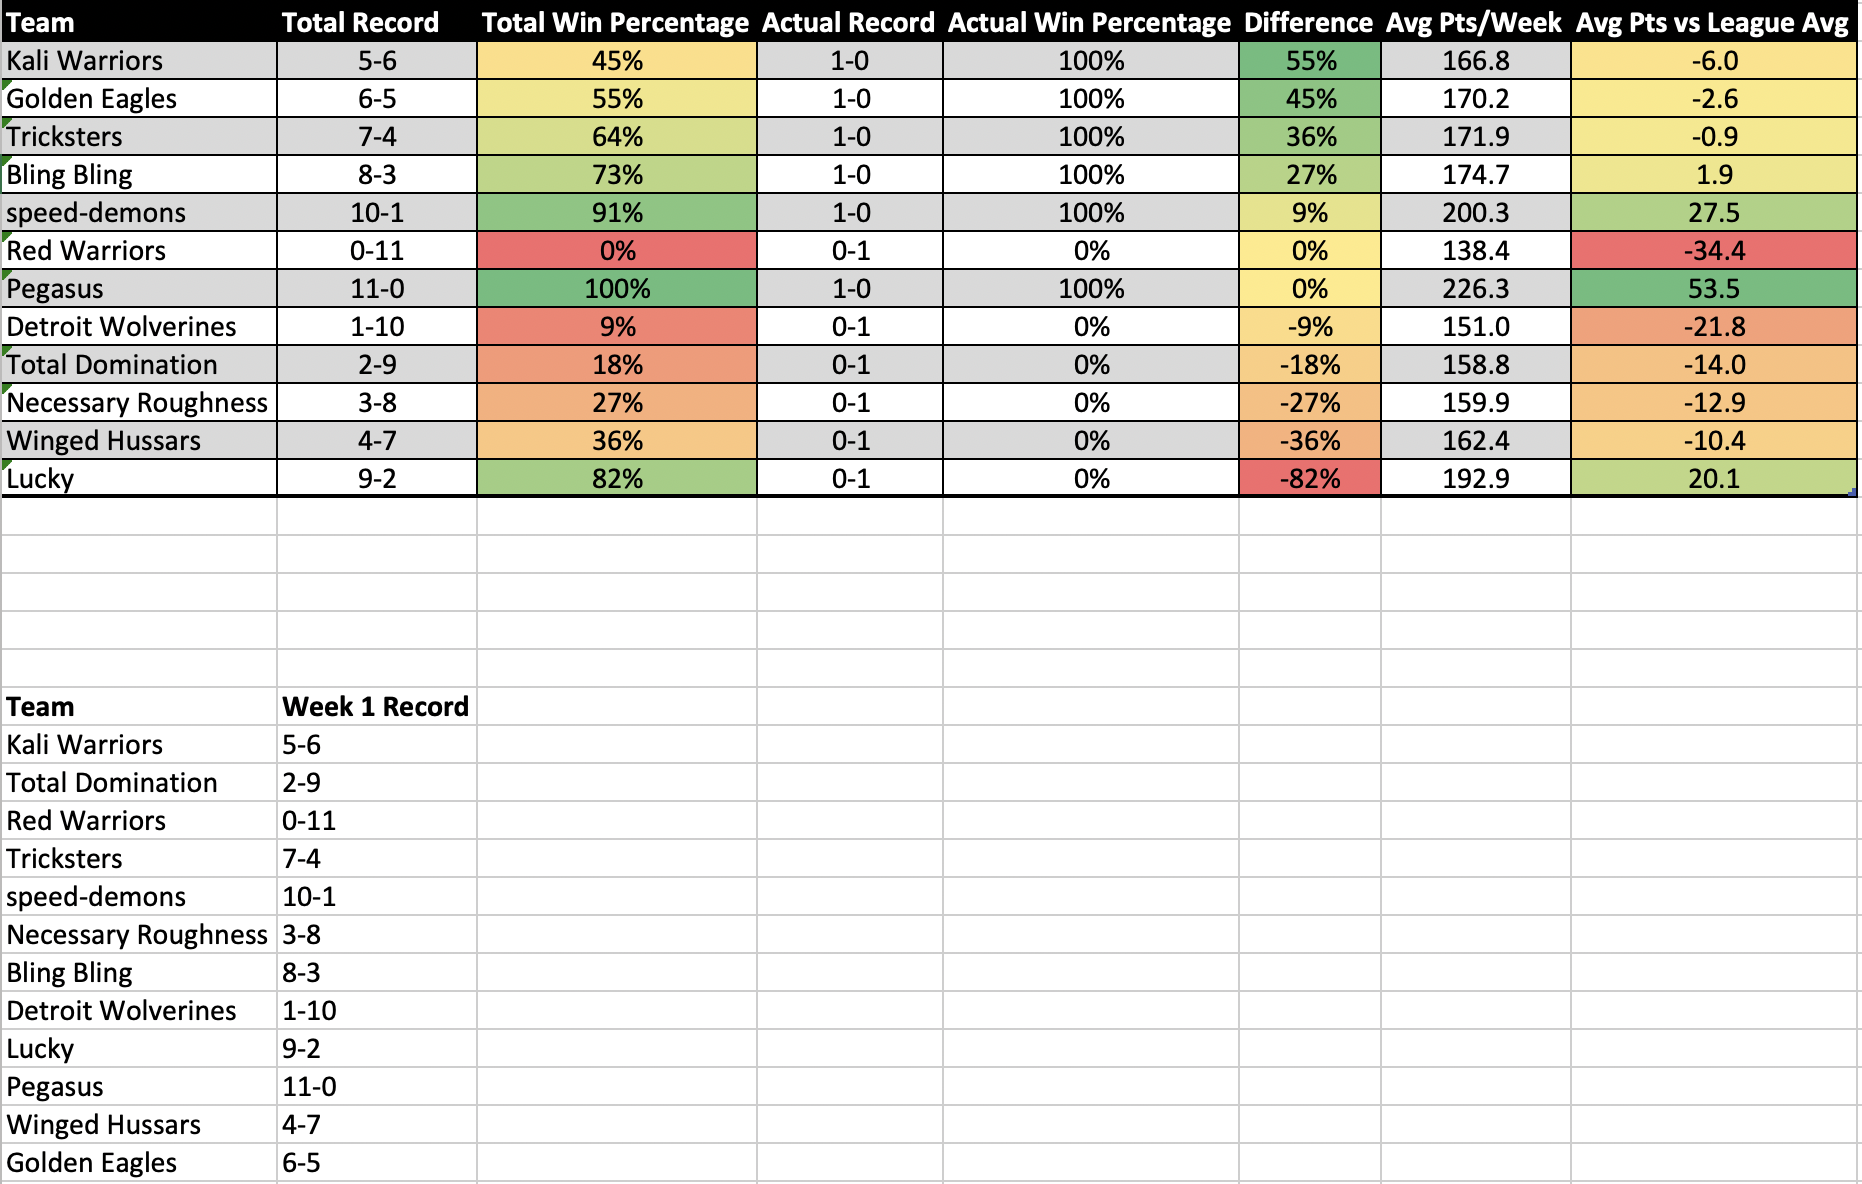 Team Total Record Total Win Percentage Actual Record Actual Win Percentage Difference Avg Pts/Week Avg Pts vs League Avg
Kali Warriors 5-6 45% 1-0 100% 55% 166.8 -6.0
Golden Eagles 6-5 55% 1-0 100% 45% 170.2 -2.6
Tricksters 7-4 64% 1-0 100% 36% 171.9 -0.9
Bling Bling 8-3 73% 1-0 100% 27% 174.7 1.9
speed-demons 10-1 91% 1-0 100% 9% 200.3 27.5
Red Warriors 0-11 0% 0-1 0% 0% 138.4 -34.4
Pegasus 11-0 100% 1-0 100% 0% 226.3 53.5
Detroit Wolverines 1-10 9% 0-1 0% -9% 151.0 -21.8
Total Domination 2-9 18% 0-1 0% -18% 158.8 -14.0
Necessary Roughness 3-8 27% 0-1 0% -27% 159.9 -12.9
Winged Hussars 4-7 36% 0-1 0% -36% 162.4 -10.4
Lucky 9-2 82% 0-1 0% -82% 192.9 20.1
Team Week 1 Record
Kali Warriors 5-6
Total Domination 2-9
Red Warriors 0-11
Tricksters 7-4
speed-demons 10-1
Necessary Roughness 3-8
Bling Bling 8-3
Detroit Wolverines 1-10
Lucky 9-2
Pegasus 11-0
Winged Hussars 4-7
Golden Eagles 6-5